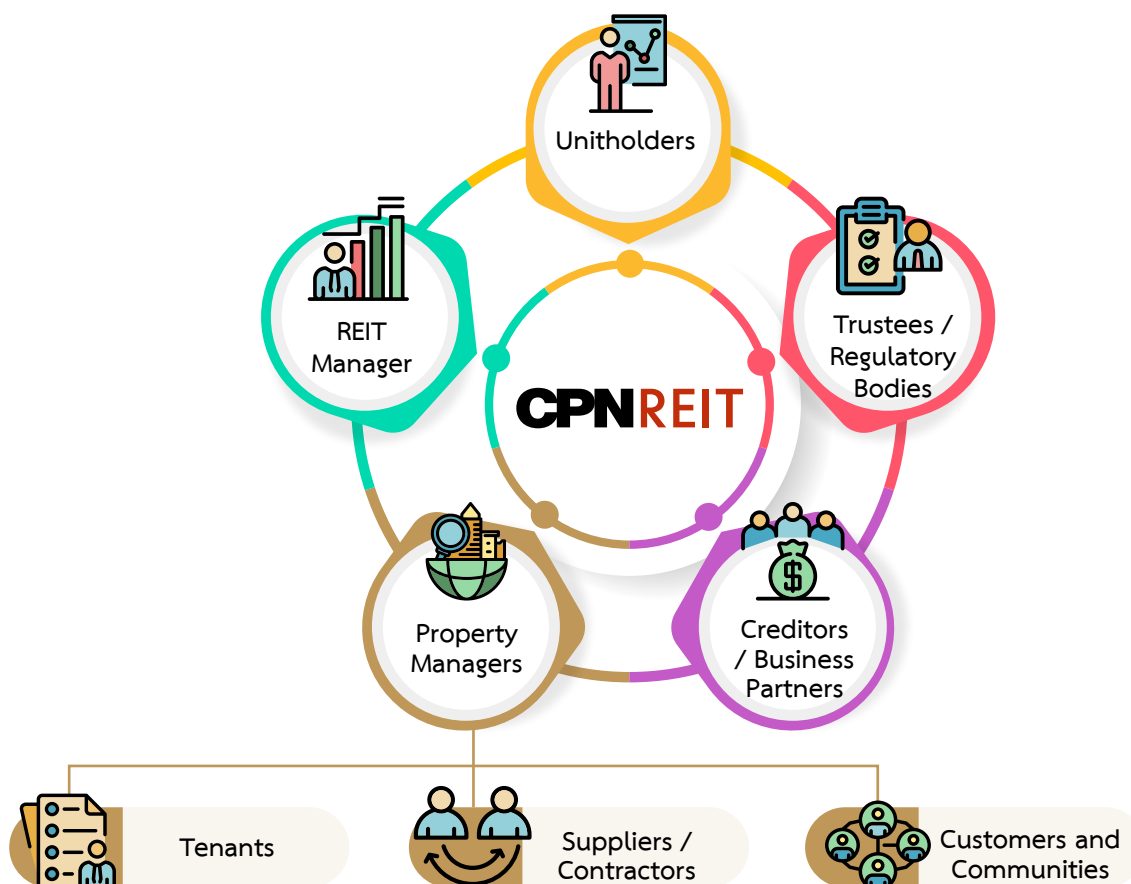 Unitholders
REIT
Manager
Trustees /
Regulatory
Bodies
CPNREIT
Property
Managers
Creditors
/ Business
Partners
Tenants
Suppliers /
Contractors
Customers and
Communities